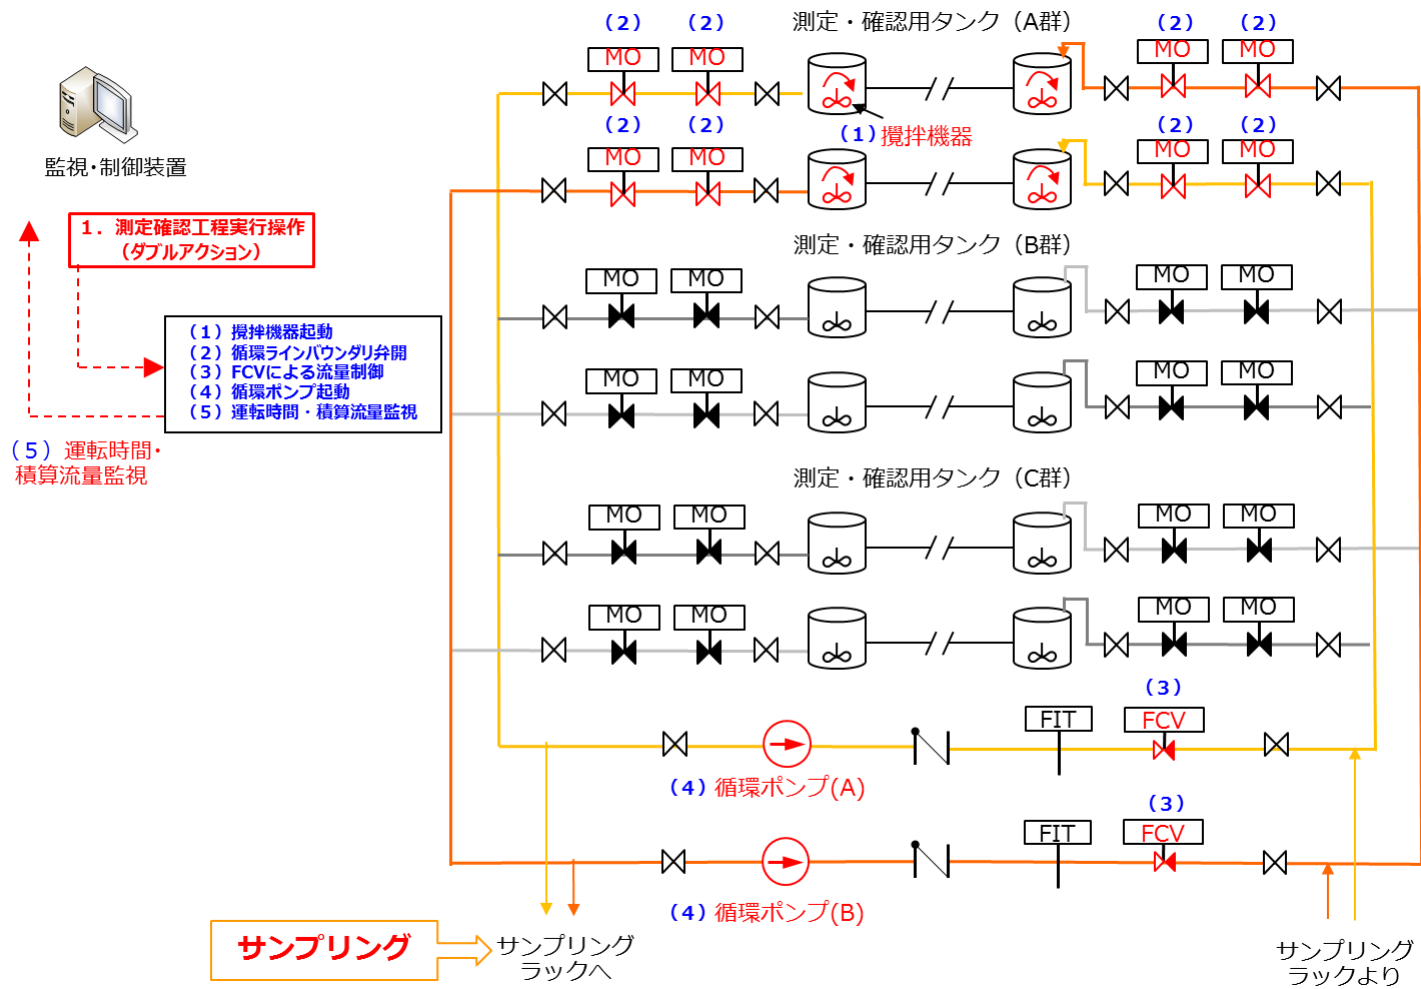 (2) (2) 測定・確認用タンク(A群) (2) (2)
MO MO MO MO
(1)攪拌機器
(2) (2) (2) (2)
MO MO MO MO
監視・制御装置
1．測定確認工程実行操作
(ダブルアクション)
測定・確認用タンク(B群)
MO MO MO MO
(1)攪拌機器起動
(2)循環ラインバウンダリ弁開
(3)FCVによる流量制御
(4)循環ポンプ起動
(5)運転時間・積算流量監視
MO MO MO MO
(5)運転時間・
積算流量監視
測定・確認用タンク(C群)
MO MO MO MO
MO MO MO MO
(3)
FIT FCV
(4)循環ポンプ(A)
(3)
FIT FCV
(4)循環ポンプ(B)
サンプリング
サンプリング
ラックへ
サンプリング
ラックより